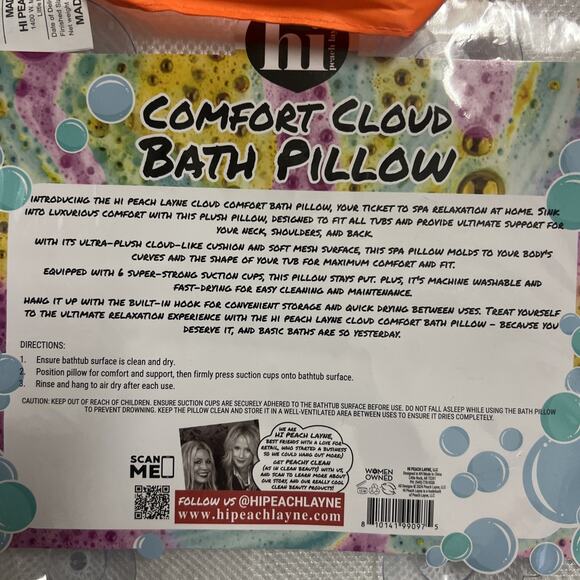 MADE
HI PEACH
1400 W. M
Little
Date of Deli
Finished Si
Net weight
MAD
hi
peach lay
COMFORT CLOUD
BATH PILLOW
INTRODUCING THE HI PEACH LAYNE CLOUD COMFORT BATH PILLOW, YOUR TICKET TO SPA RELAXATION AT HOME. SINK
INTO LUXURIOUS COMFORT WITH THIS PLUSH PILLOW, DESIGNED TO FIT ALL TUBS AND PROVIDE ULTIMATE SUPPORT FOR
YOUR NECK, SHOULDERS, AND BACK.
WITH ITS ULTRA-PLUSH CLOUD-LIKE CUSHION AND SOFT MESH SURFACE, THIS SPA PILLOW MOLDS TO YOUR BODY'S
CURVES AND THE SHAPE OF YOUR TUB FOR MAXIMUM COMFORT AND FIT.
EQUIPPED WITH 6 SUPER-STRONG SUCTION CUPS, THIS PILLOW STAYS PUT. PLUS, IT'S MACHINE WASHABLE AND
FAST-DRYING FOR EASY CLEANING AND MAINTENANCE.
HANG IT UP WITH THE BUILT-IN HOOK FOR CONVENIENT STORAGE AND QUICK DRYING BETWEEN USES. TREAT YOURSELF
TO THE ULTIMATE RELAXATION EXPERIENCE WITH THE HI PEACH LAYNE CLOUD COMFORT BATH PILLOW – BECAUSE YOU
DESERVE IT, AND BASIC BATHS ARE SO YESTERDAY.
DIRECTIONS:
1. Ensure bathtub surface is clean and dry.
2. Position pillow for comfort and support, then firmly press suction cups onto bathtub surface.
3. Rinse and hang to air dry after each use.
CAUTION: KEEP OUT OF REACH OF CHILDREN. ENSURE SUCTION CUPS ARE SECURELY ADHERED TO THE BATHTUB SURFACE BEFORE USE. DO NOT FALL ASLEEP WHILE USING THE BATH PILLOW
TO PREVENT DROWNING. KEEP THE PILLOW CLEAN AND STORE IT IN A WELL-VENTILATED AREA BETWEEN USES TO ENSURE IT DRIES COMPLETELY.
SCAN
ME
WE ARE
HI PEACH LAYNE,
BEST FRIENDS WITH A LOVE FOR
RETAIL, WHO STARTED A BUSINESS
SO WE COULD HANG OUT MORE!
GET PEACHY CLEAN
(AS IN CLEAN BEAUTY) WITH US,
AND SCAN TO LEARN MORE ABOUT
OUR STORY, AND OUR REALLY COOL
CLEAN BEAUTY PRODUCTS!
FOLLOW US @HIPEACHLAYNE
www.hipeachlayne.com
WOMEN
OWNED
HI PEACH LAYNE, LLC
8 10141 99097 5